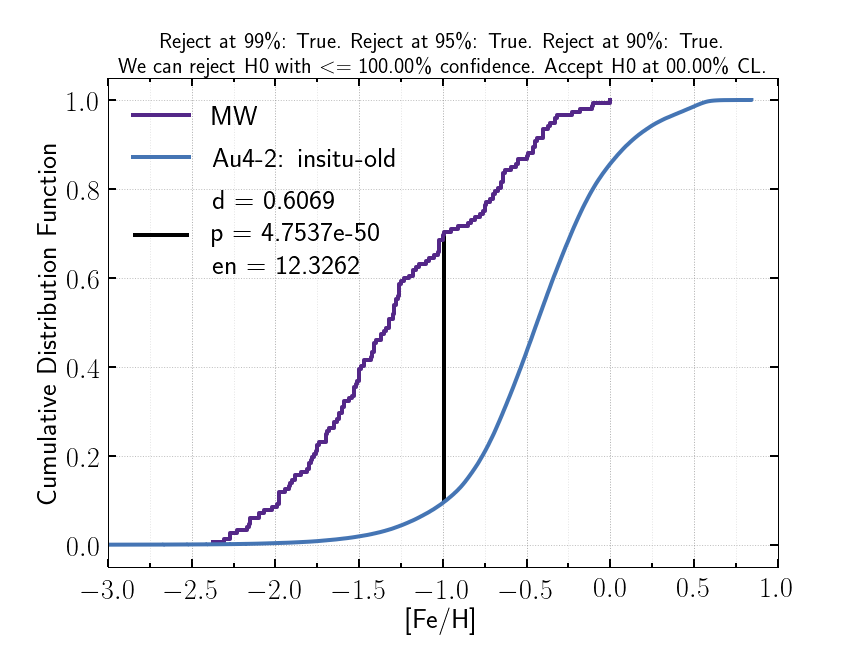 Reject at 99%: True. Reject at 95%: True. Reject at 90%: True.
We can reject H0 with <= 100.00% confidence. Accept H0 at 00.00% CL.
MW
Au4-2: insitu-old
d = 0.6069
p = 4.7537e-50
en = 12.3262
Cumulative Distribution Function
1.0
0.8
0.6
0.4
0.2
0.0
−3.0 −2.5 −2.0 −1.5 −1.0 −0.5 0.0 0.5 1.0
[Fe/H]